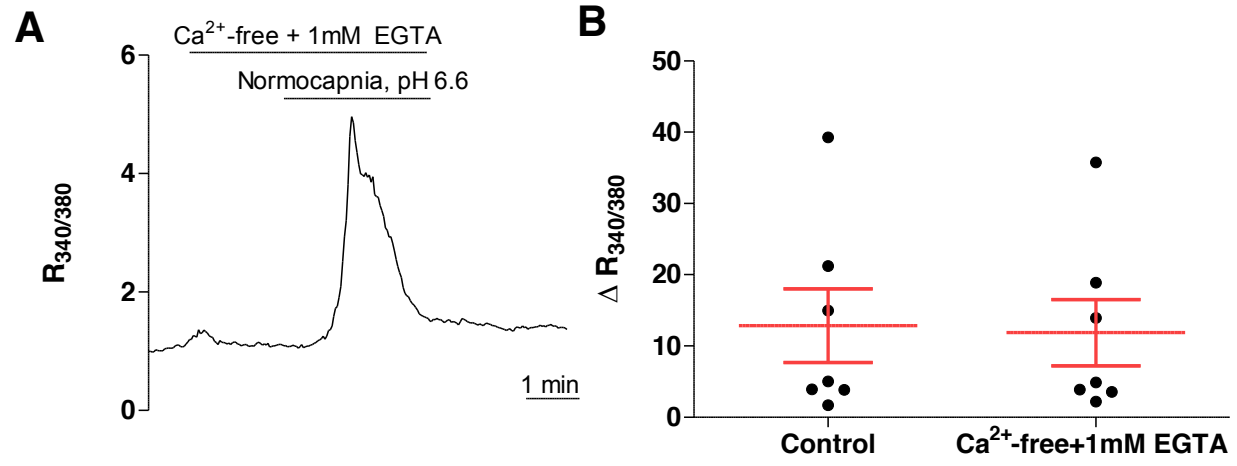 A
Ca²⁺-free + 1mM EGTA
Normocapnia, pH 6.6
6
4
2
0
R340/380
1 min
B
50
40
30
20
10
0
Δ R340/380
Control
Ca²⁺-free+1mM EGTA